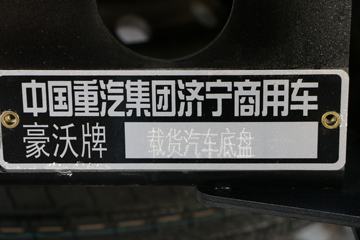 中国重汽集团济宁商用车
豪沃牌 载货汽车底盘